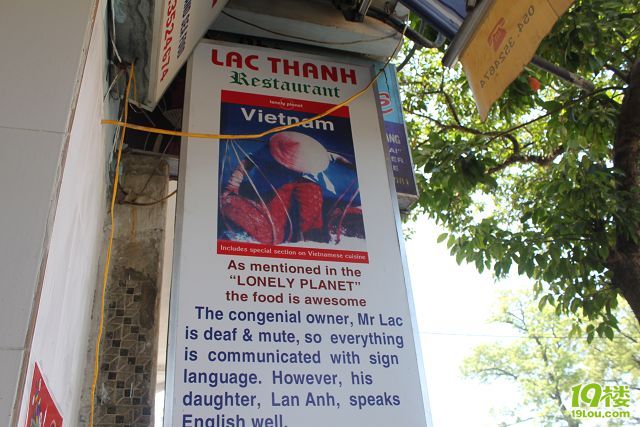 LAC THANH
Restaurant
lonely planet
Vietnam
Includes special section on Vietnamese cuisine
As mentioned in the
"LONELY PLANET"
the food is awesome
The congenial owner, Mr Lac
is deaf & mute, so everything
is communicated with sign
language. However, his
daughter, Lan Anh, speaks
English well.
054. 3524674
19楼
19lou.com